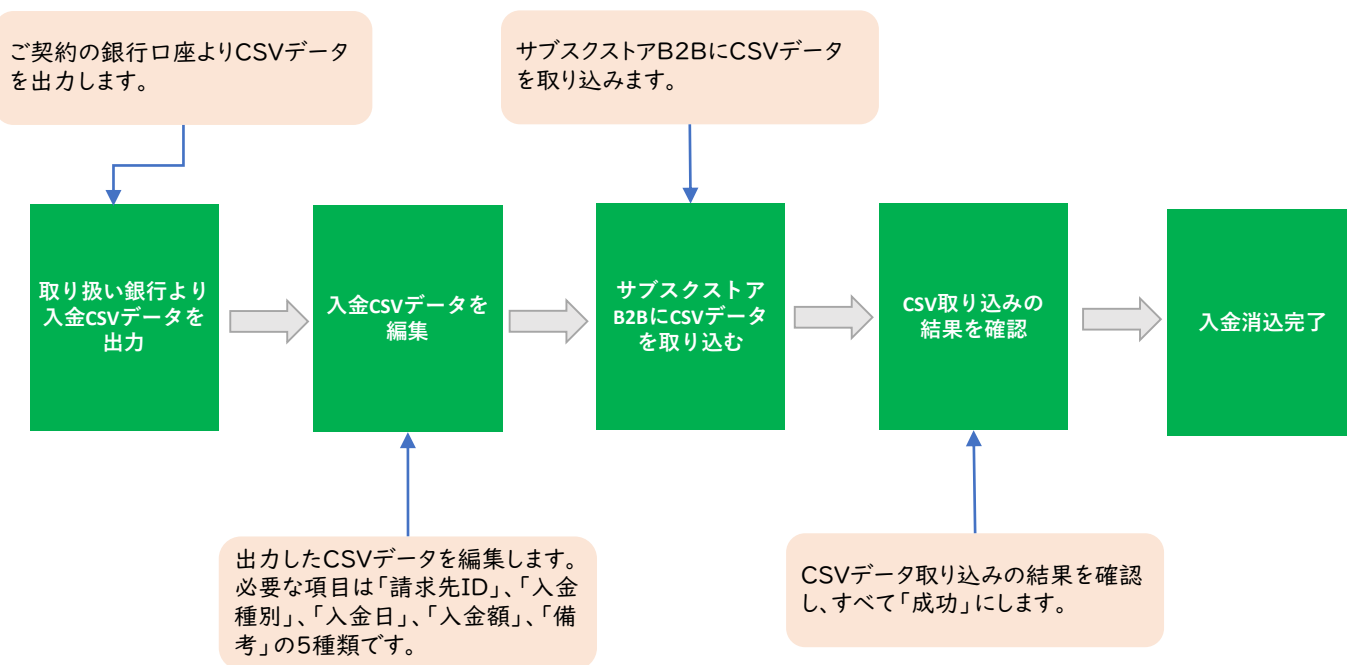 ご契約の銀行口座よりCSVデータ
を出力します。
サブスクストアB2BにCSVデータ
を取り込みます。
取り扱い銀行より
入金CSVデータを
出力
入金CSVデータを
編集
サブスクストア
B2BにCSVデータ
を取り込む
CSV取り込みの
結果を確認
入金消込完了
出力したCSVデータを編集します。
必要な項目は「請求先ID」、「入金
種別」、「入金日」、「入金額」、「備
考」の5種類です。
CSVデータ取り込みの結果を確認
し、すべて「成功」にします。